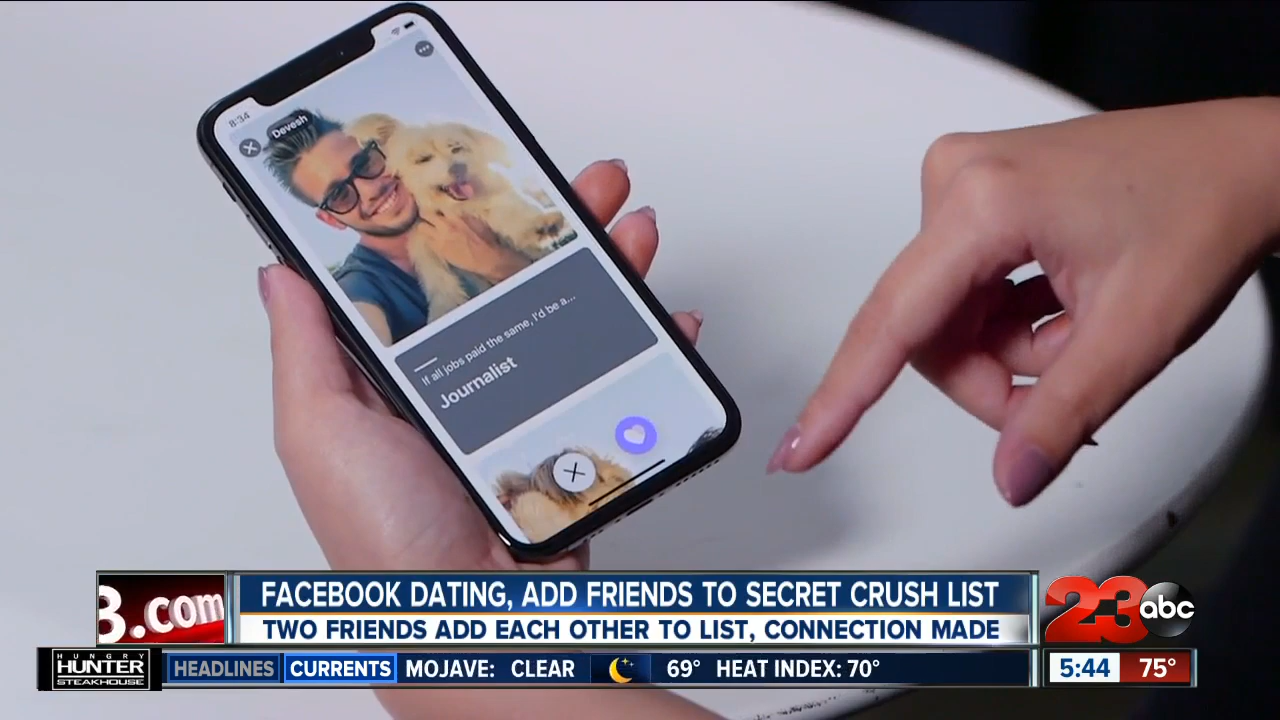 8:34
Devesh
If all jobs paid the same, I'd be a...
Journalist
3.com
FACEBOOK DATING, ADD FRIENDS TO SECRET CRUSH LIST
TWO FRIENDS ADD EACH OTHER TO LIST, CONNECTION MADE
23 abc
HUNGRY
HUNTER
STEAKHOUSE
HEADLINES CURRENTS MOJAVE: CLEAR 69° HEAT INDEX: 70°
5:44 75°